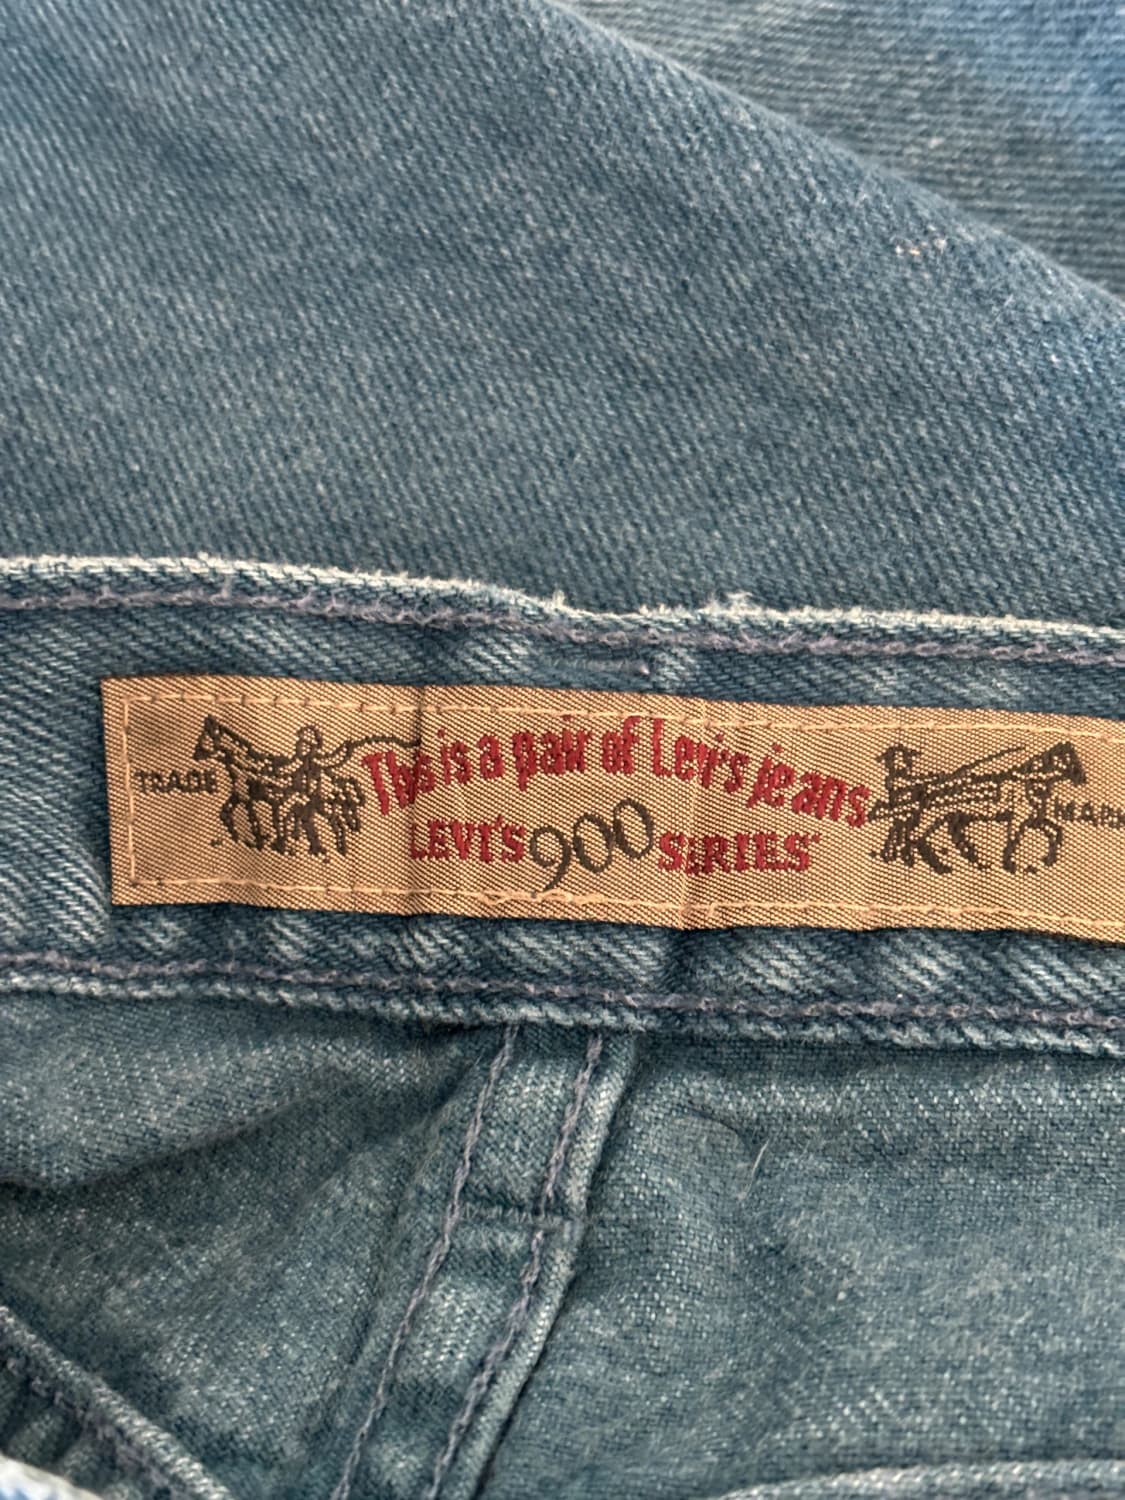 TRADE
This is a pair of Levi's jeans
LEVI'S 900 SERIES
MARK